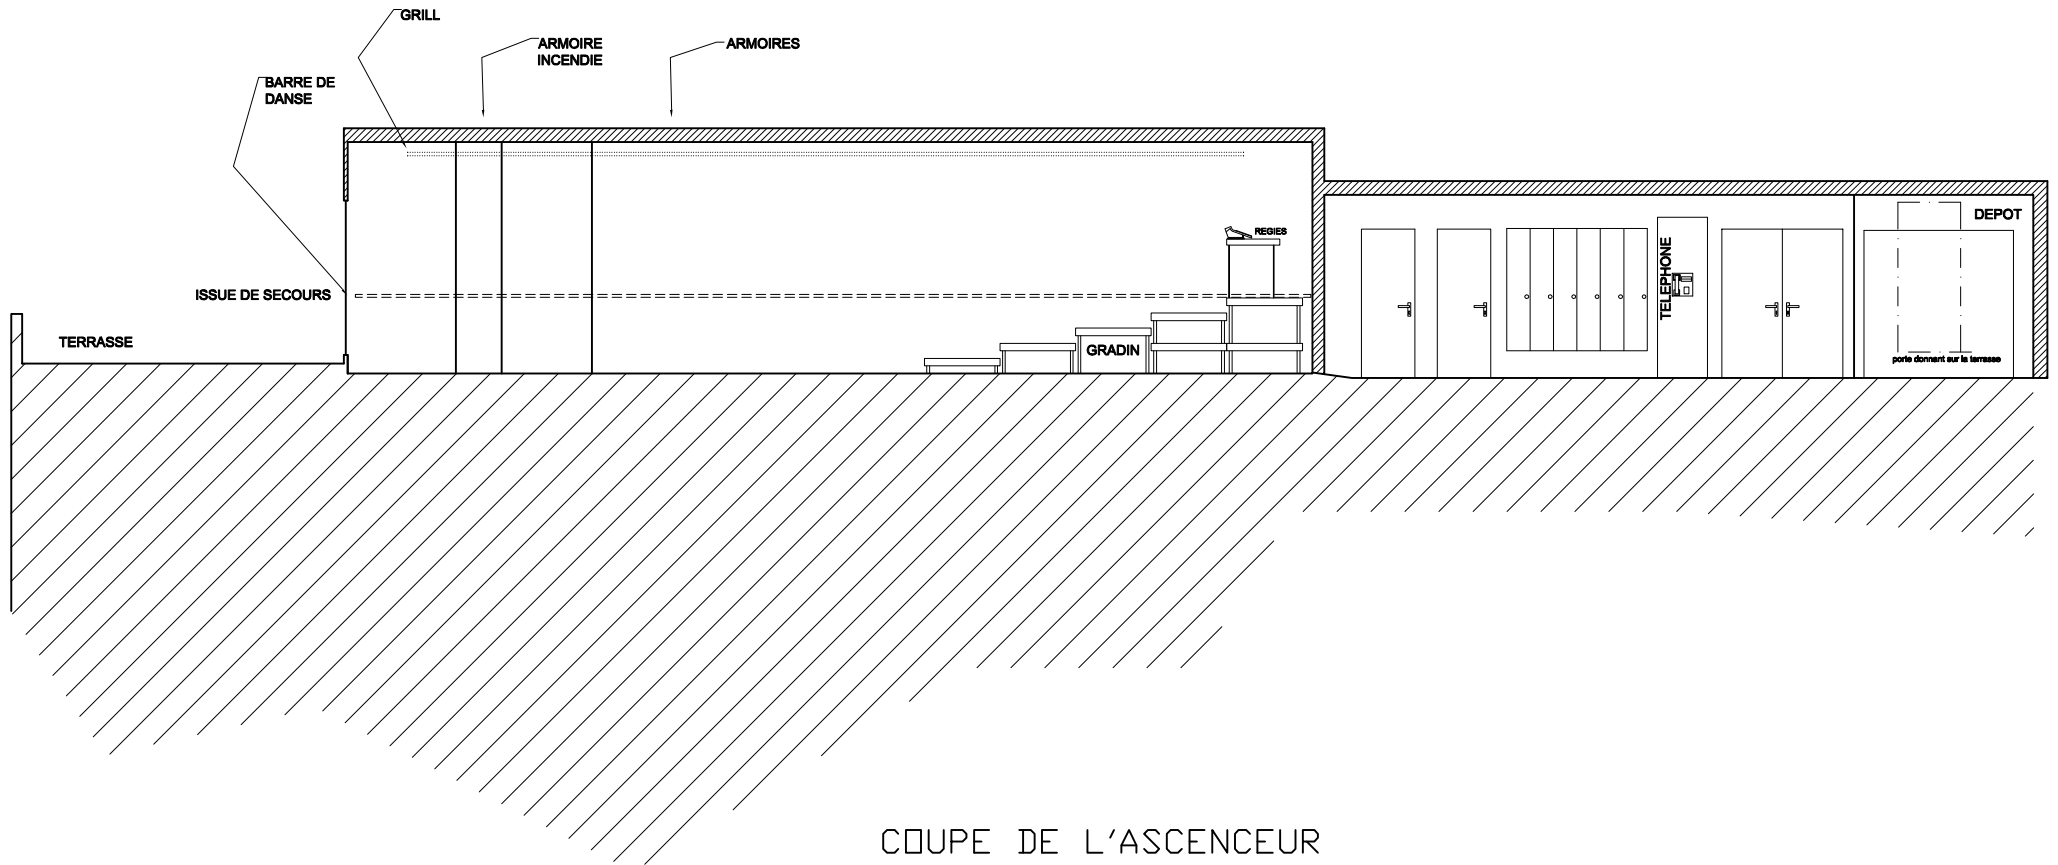 GRILL
ARMOIRE
INCENDIE
ARMOIRES
BARRE DE
DANSE
DEPOT
REGIES
TELEPHONE
ISSUE DE SECOURS
TERRASSE
GRADIN
porte donnant sur la terrasse
COUPE DE L'ASCENCEUR